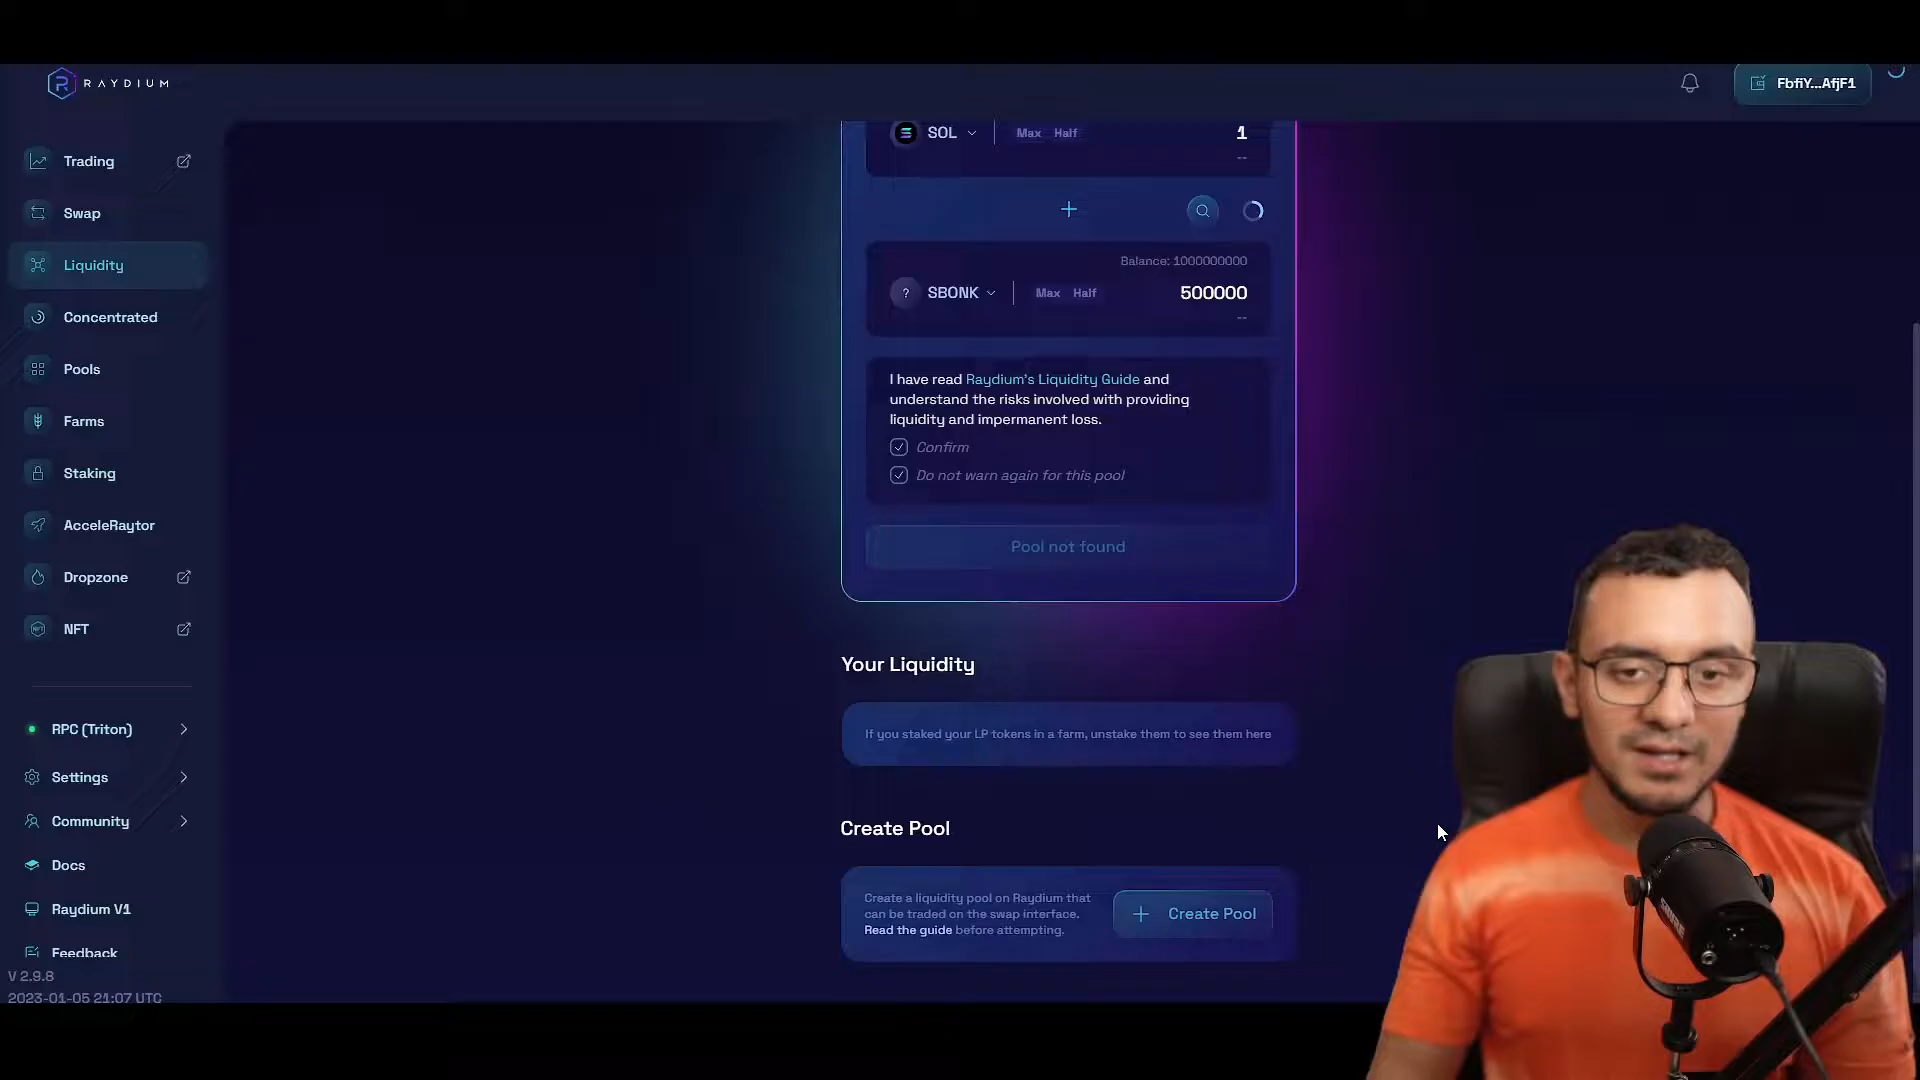 RAYDIUM
FbfiY...AfjF1
Trading
Swap
Liquidity
Concentrated
Pools
Farms
Staking
AcceleRaytor
Dropzone
NFT
RPC (Triton)
Settings
Community
Docs
Raydium V1
Feedback
V 2.9.8
2023-01-05 21:07 UTC
SOL
Max Half
1
--
Balance: 1000000000
? SBONK
Max Half
500000
--
I have read Raydium's Liquidity Guide and
understand the risks involved with providing
liquidity and impermanent loss.
Confirm
Do not warn again for this pool
Pool not found
Your Liquidity
If you staked your LP tokens in a farm, unstake them to see them here
Create Pool
Create a liquidity pool on Raydium that
can be traded on the swap interface.
Read the guide before attempting.
Create Pool